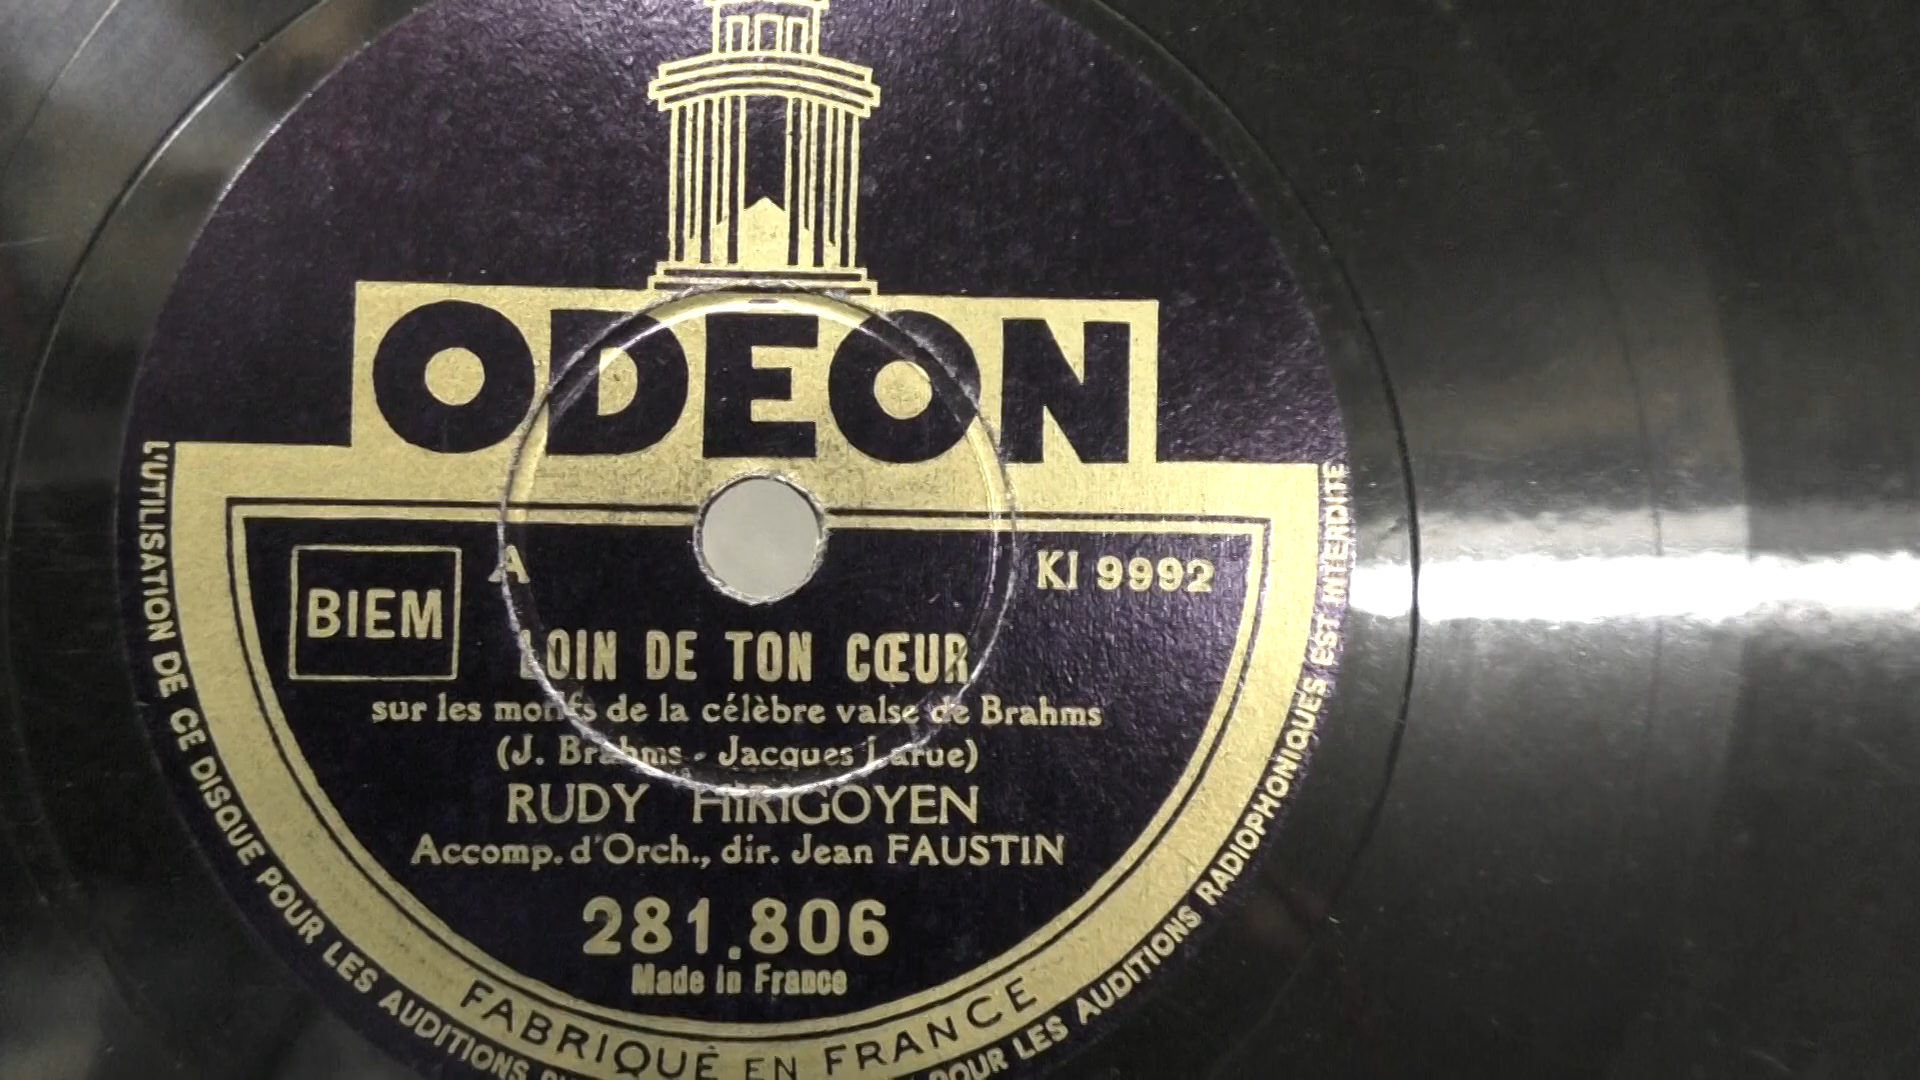 ODEON
BIEM
A
KI 9992
LOIN DE TON CŒUR
sur les motifs de la célèbre valse de Brahms
(J. Brahms - Jacques Larue)
RUDY HIRIGOYEN
Accomp. d'Orch., dir. Jean FAUSTIN
281.806
Made in France
FABRIQUÉ EN FRANCE
L'UTILISATION DE CE DISQUE POUR LES AUDITIONS
POUR LES AUDITIONS RADIOPHONIQUES EST INTERDITE